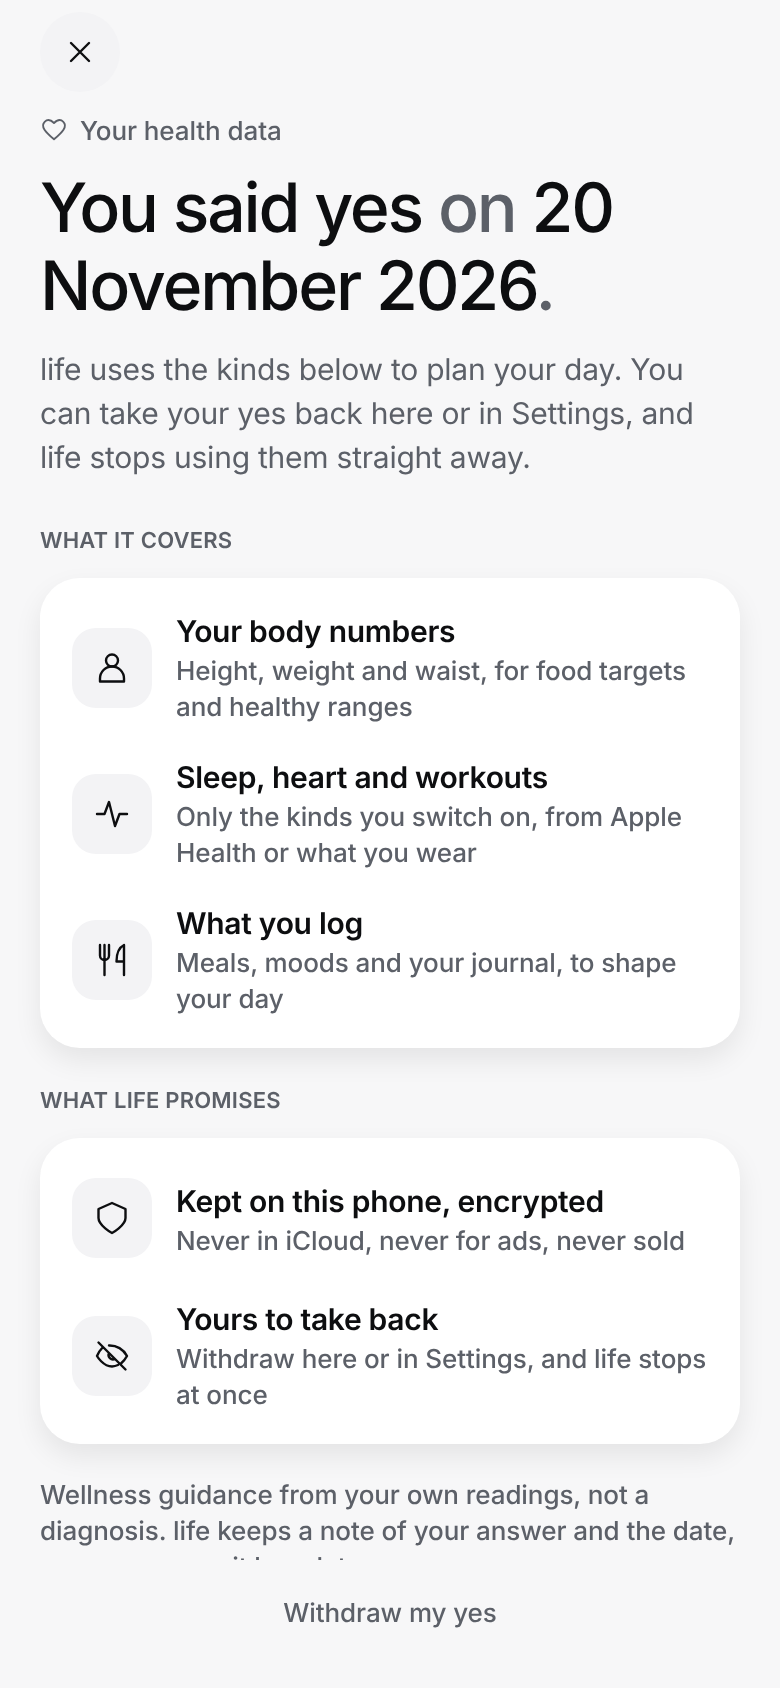 Your health data
You said yes on 20
November 2026.
life uses the kinds below to plan your day. You
can take your yes back here or in Settings, and
life stops using them straight away.
WHAT IT COVERS
Your body numbers
Height, weight and waist, for food targets
and healthy ranges
Sleep, heart and workouts
Only the kinds you switch on, from Apple
Health or what you wear
What you log
Meals, moods and your journal, to shape
your day
WHAT LIFE PROMISES
Kept on this phone, encrypted
Never in iCloud, never for ads, never sold
Yours to take back
Withdraw here or in Settings, and life stops
at once
Wellness guidance from your own readings, not a
diagnosis. life keeps a note of your answer and the date,
Withdraw my yes